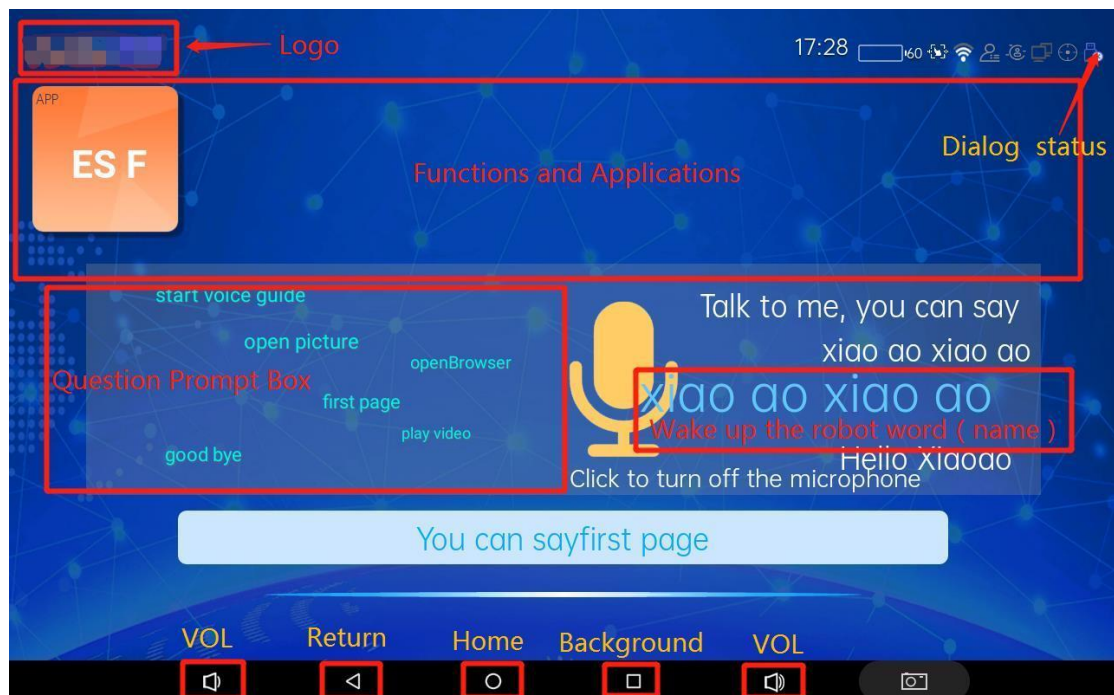 Logo
17:28
60
APP
ES F
Dialog status
Functions and Applications
start voice guide
open picture
openBrowser
Question Prompt Box
first page
play video
good bye
Talk to me, you can say
xiao ao xiao ao
xiao ao xiao ao
Wake up the robot word ( name )
Hello Xiaoao
Click to turn off the microphone
You can sayfirst page
VOL
Return
Home
Background
VOL